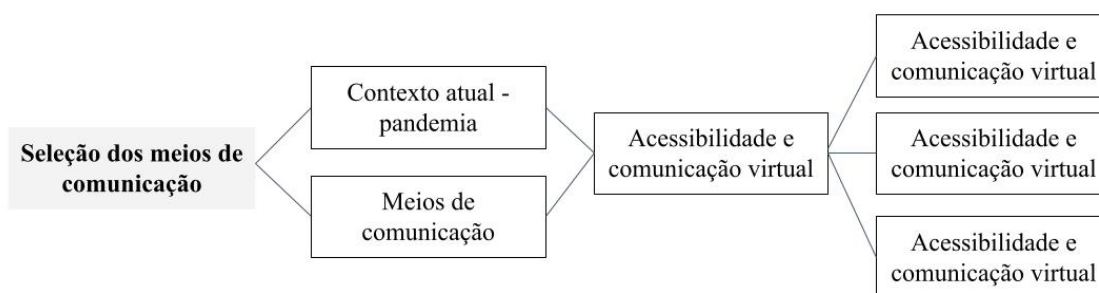 Seleção dos meios de
comunicação
Contexto atual -
pandemia
Meios de
comunicação
Acessibilidade e
comunicação virtual
Acessibilidade e
comunicação virtual
Acessibilidade e
comunicação virtual
Acessibilidade e
comunicação virtual